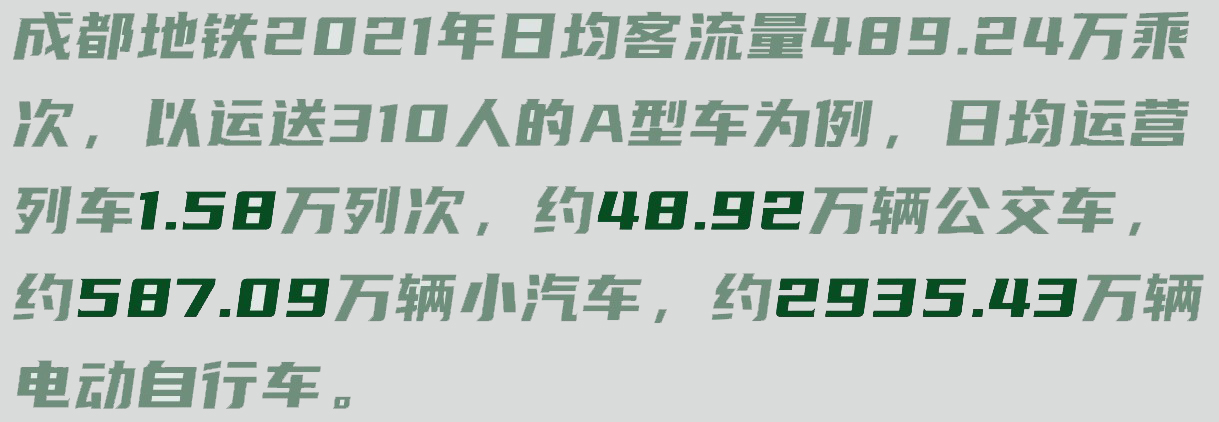 成都地铁2021年日均客流量489.24万乘
次，以运送310人的A型车为例，日均运营
列车1.58万列次，约48.92万辆公交车，
约587.09万辆小汽车，约2935.43万辆
电动自行车。